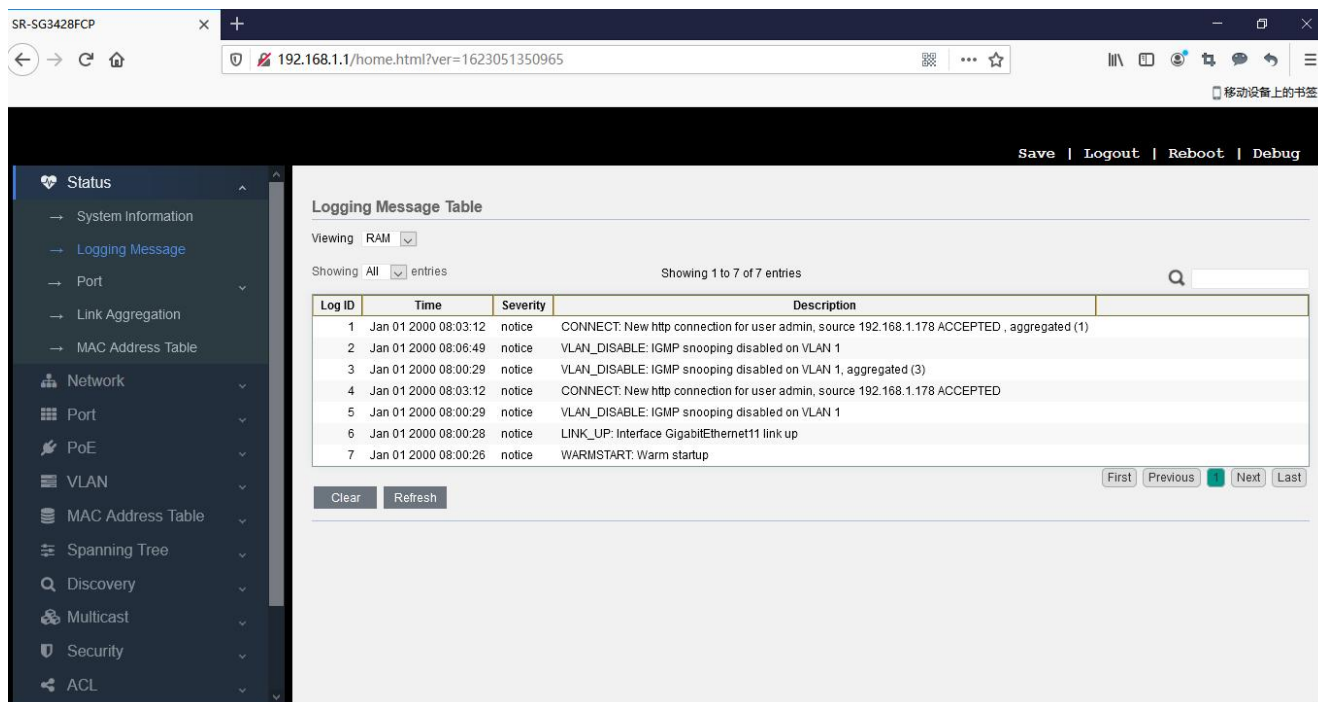 SR-SG3428FCP
192.168.1.1/home.html?ver=1623051350965
移动设备上的书签
Save | Logout | Reboot | Debug
Status
→ System Information
→ Logging Message
→ Port
→ Link Aggregation
→ MAC Address Table
Network
Port
PoE
VLAN
MAC Address Table
Spanning Tree
Discovery
Multicast
Security
ACL
Logging Message Table
Viewing RAM
Showing All entries Showing 1 to 7 of 7 entries
Log ID Time Severity Description
1 Jan 01 2000 08:03:12 notice CONNECT: New http connection for user admin, source 192.168.1.178 ACCEPTED , aggregated (1)
2 Jan 01 2000 08:06:49 notice VLAN_DISABLE: IGMP snooping disabled on VLAN 1
3 Jan 01 2000 08:00:29 notice VLAN_DISABLE: IGMP snooping disabled on VLAN 1, aggregated (3)
4 Jan 01 2000 08:03:12 notice CONNECT: New http connection for user admin, source 192.168.1.178 ACCEPTED
5 Jan 01 2000 08:00:29 notice VLAN_DISABLE: IGMP snooping disabled on VLAN 1
6 Jan 01 2000 08:00:28 notice LINK_UP: Interface GigabitEthernet11 link up
7 Jan 01 2000 08:00:26 notice WARMSTART: Warm startup
First Previous 1 Next Last
Clear Refresh